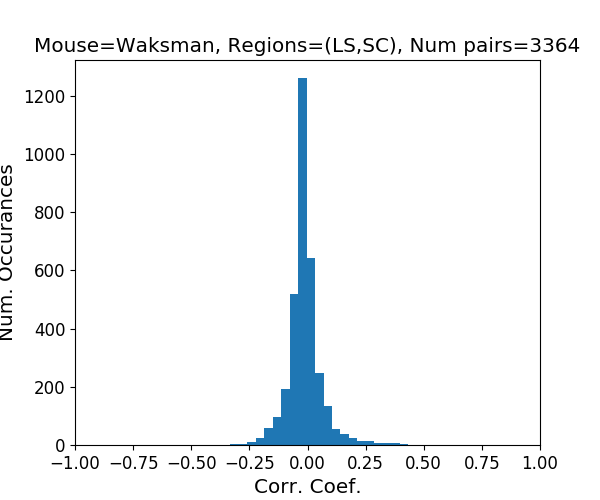 Mouse=Waksman, Regions=(LS,SC), Num pairs=3364
Num. Occurances
1200
1000
800
600
400
200
0
−1.00 −0.75 −0.50 −0.25 0.00 0.25 0.50 0.75 1.00
Corr. Coef.